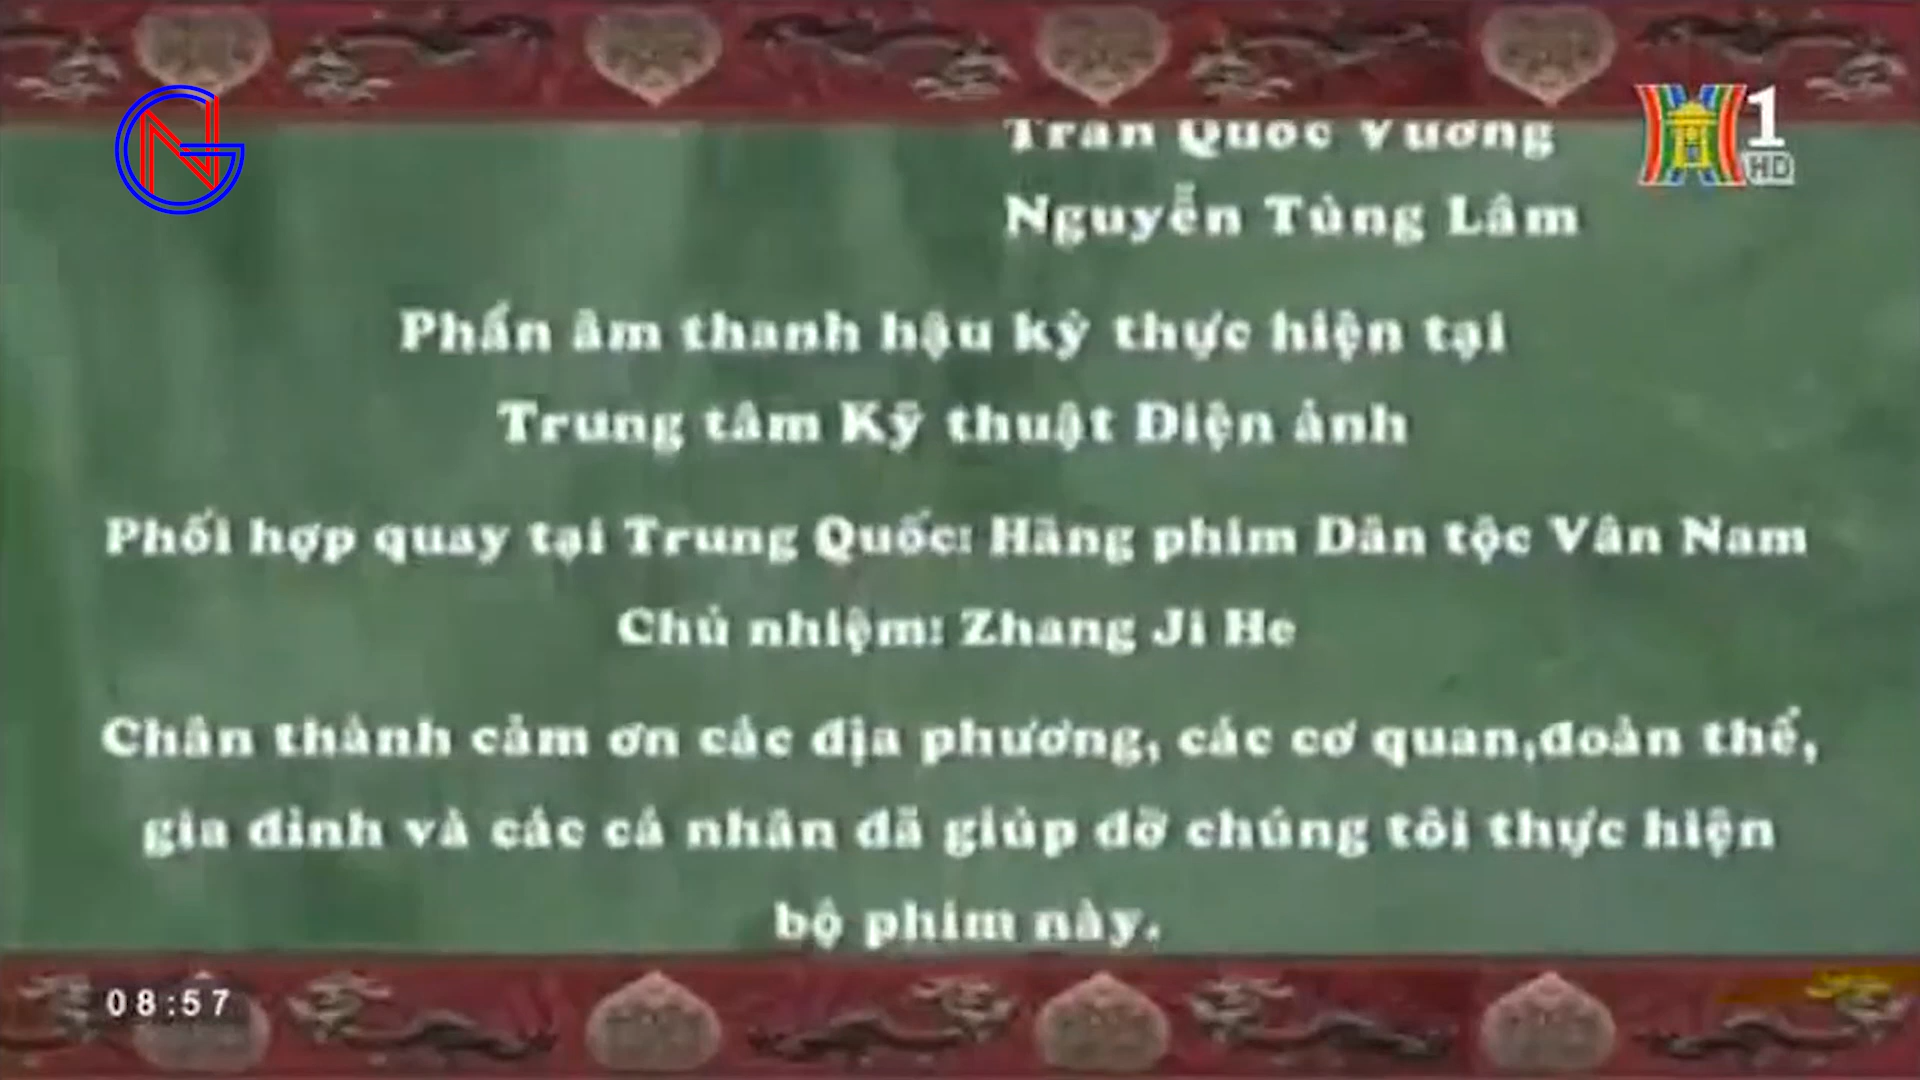 Trần Quốc Vương
1
HD
Nguyễn Tùng Lâm
Phần âm thanh hậu kỳ thực hiện tại
Trung tâm Kỹ thuật Điện ảnh
Phối hợp quay tại Trung Quốc: Hãng phim Dân tộc Vân Nam
Chủ nhiệm: Zhang Ji He
Chân thành cảm ơn các địa phương, các cơ quan,đoàn thể,
gia đình và các cá nhân đã giúp đỡ chúng tôi thực hiện
bộ phim này.
08:57